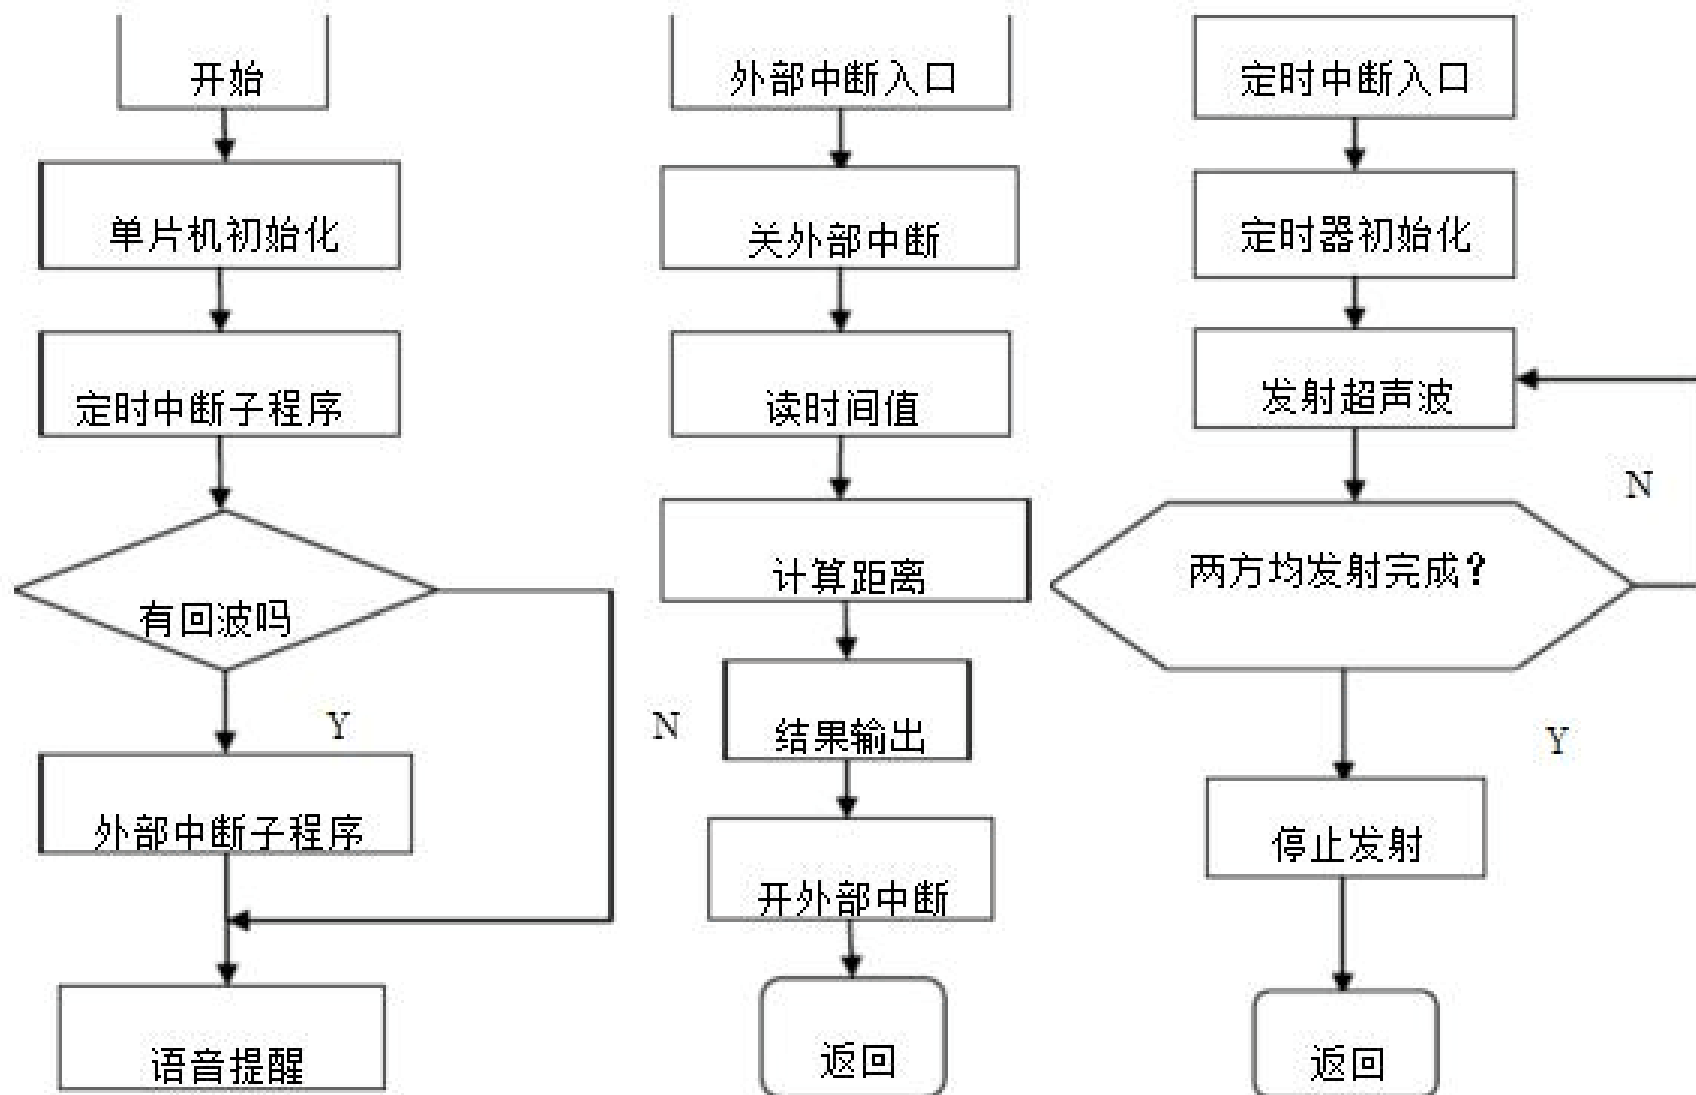 开始
单片机初始化
定时中断子程序
有回波吗
Y
N
外部中断子程序
语音提醒
外部中断入口
关外部中断
读时间值
计算距离
结果输出
开外部中断
返回
定时中断入口
定时器初始化
发射超声波
N
两方均发射完成?
Y
停止发射
返回